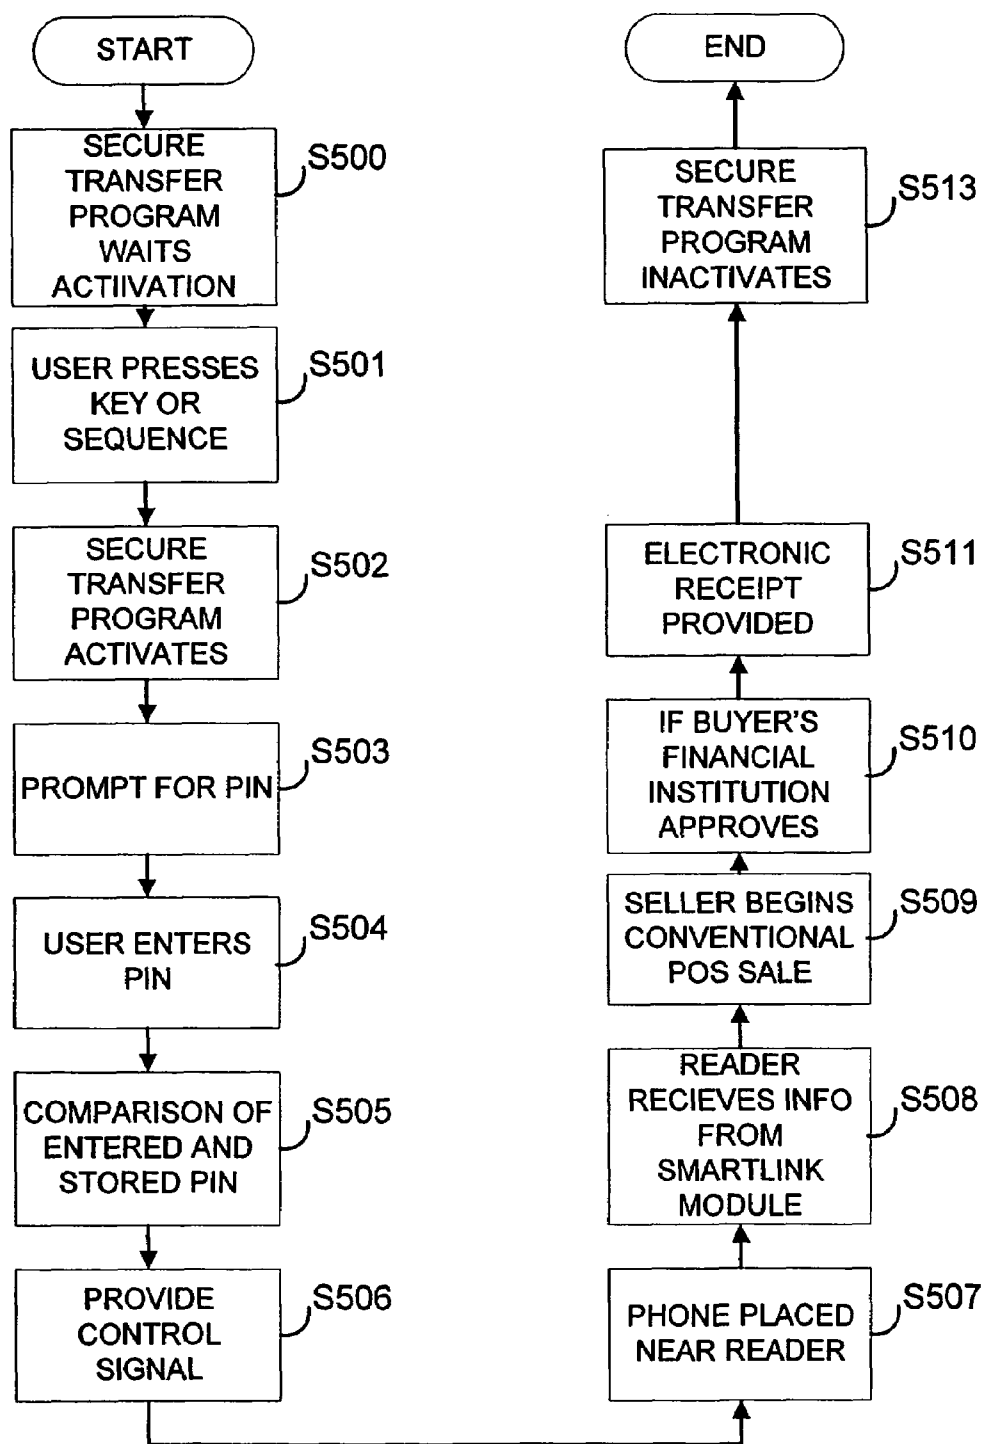 START
SECURE
TRANSFER
PROGRAM
WAITS
ACTIIVATION
S500
USER PRESSES
KEY OR
SEQUENCE
S501
SECURE
TRANSFER
PROGRAM
ACTIVATES
S502
PROMPT FOR PIN
S503
USER ENTERS
PIN
S504
COMPARISON OF
ENTERED AND
STORED PIN
S505
PROVIDE
CONTROL
SIGNAL
S506
PHONE PLACED
NEAR READER
S507
READER
RECIEVES INFO
FROM
SMARTLINK
MODULE
S508
SELLER BEGINS
CONVENTIONAL
POS SALE
S509
IF BUYER'S
FINANCIAL
INSTITUTION
APPROVES
S510
ELECTRONIC
RECEIPT
PROVIDED
S511
SECURE
TRANSFER
PROGRAM
INACTIVATES
S513
END